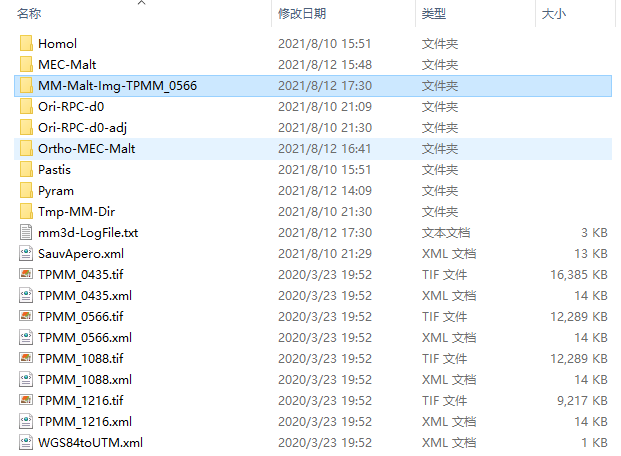 名称 修改日期 类型 大小
Homol 2021/8/10 15:51 文件夹
MEC-Malt 2021/8/12 15:48 文件夹
MM-Malt-Img-TPMM_0566 2021/8/12 17:30 文件夹
Ori-RPC-d0 2021/8/10 21:09 文件夹
Ori-RPC-d0-adj 2021/8/10 21:30 文件夹
Ortho-MEC-Malt 2021/8/12 16:41 文件夹
Pastis 2021/8/10 15:51 文件夹
Pyram 2021/8/12 14:09 文件夹
Tmp-MM-Dir 2021/8/10 21:30 文件夹
mm3d-LogFile.txt 2021/8/12 17:30 文本文档 3 KB
SauvApero.xml 2021/8/10 21:29 XML 文档 13 KB
TPMM_0435.tif 2020/3/23 19:52 TIF 文件 16,385 KB
TPMM_0435.xml 2020/3/23 19:52 XML 文档 14 KB
TPMM_0566.tif 2020/3/23 19:52 TIF 文件 12,289 KB
TPMM_0566.xml 2020/3/23 19:52 XML 文档 14 KB
TPMM_1088.tif 2020/3/23 19:52 TIF 文件 12,289 KB
TPMM_1088.xml 2020/3/23 19:52 XML 文档 14 KB
TPMM_1216.tif 2020/3/23 19:52 TIF 文件 9,217 KB
TPMM_1216.xml 2020/3/23 19:52 XML 文档 14 KB
WGS84toUTM.xml 2020/3/23 19:52 XML 文档 1 KB